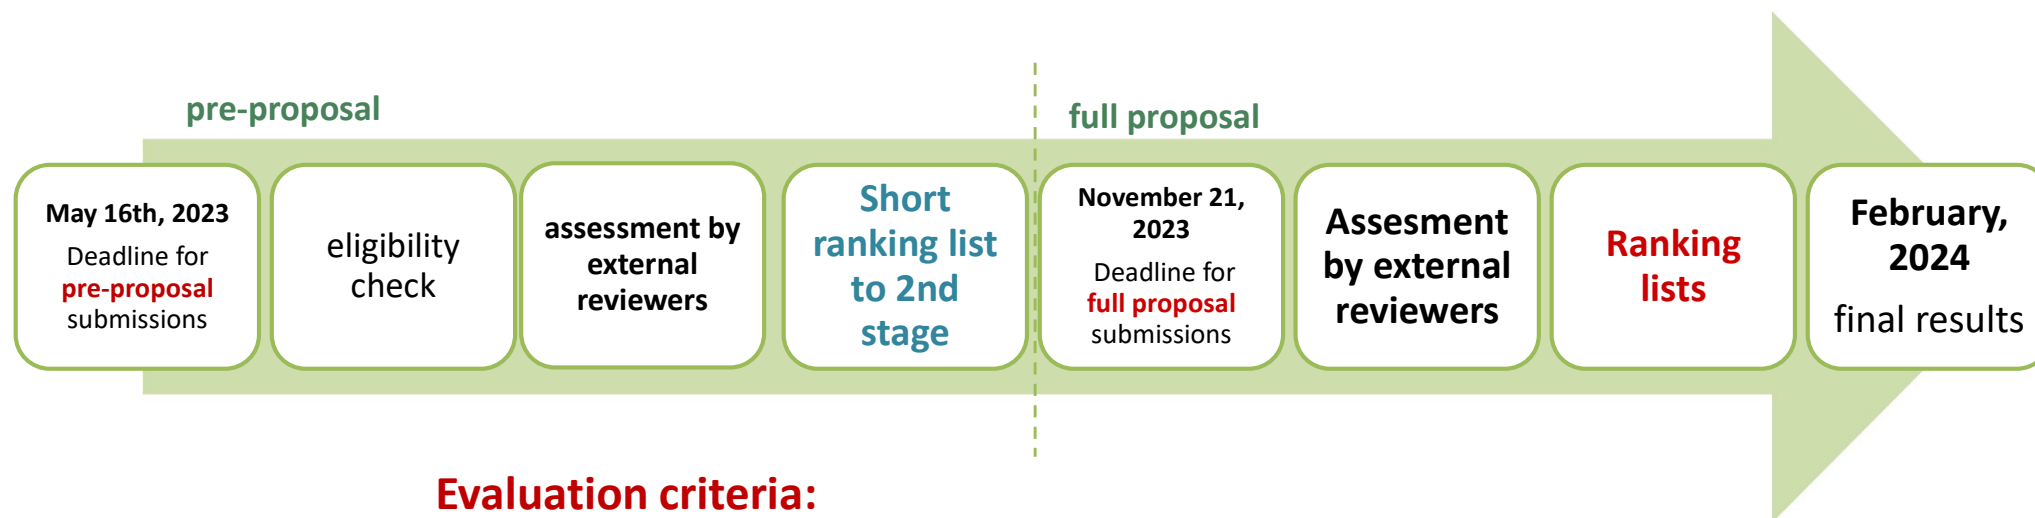 pre-proposal
full proposal
May 16th, 2023
Deadline for
pre-proposal
submissions
eligibility
check
assessment by
external
reviewers
Short
ranking list
to 2nd
stage
November 21,
2023
Deadline for
full proposal
submissions
Assesment
by external
reviewers
Ranking
lists
February,
2024
final results
Evaluation criteria: